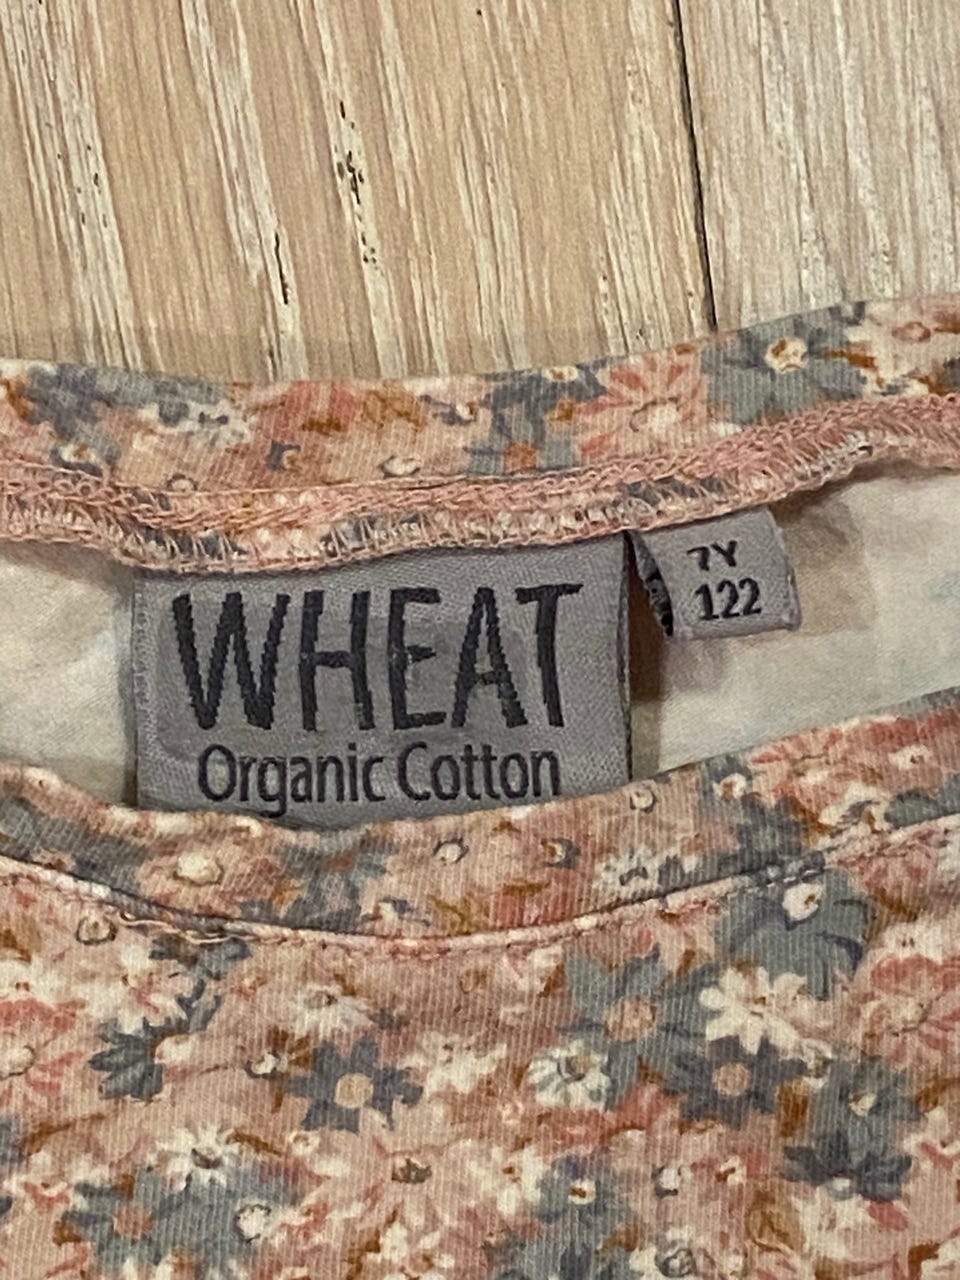 WHEAT
Organic Cotton
7Y
122